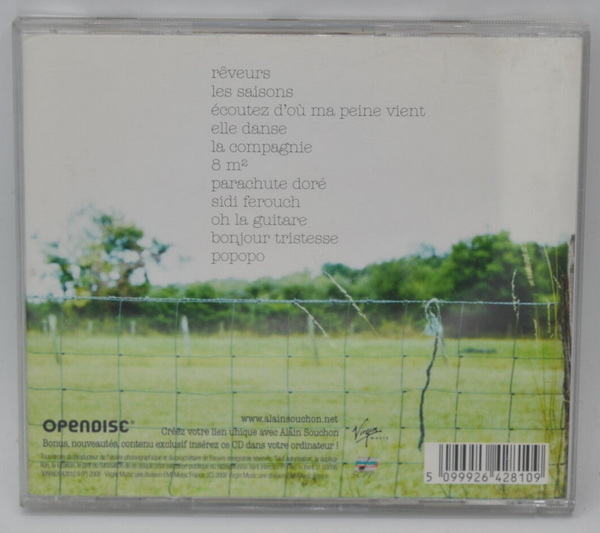 rêveurs
les saisons
écoutez d'où ma peine vient
elle danse
la compagnie
8 m²
parachute doré
sidi ferouch
oh la guitare
bonjour tristesse
popopo
www.alainsouchon.net
OPENDISC
Créez votre lien unique avec Alain Souchon
Bonus, nouveautés, contenu exclusif insérez ce CD dans votre ordinateur !
Virgin
MUSIC
5 099926 428109